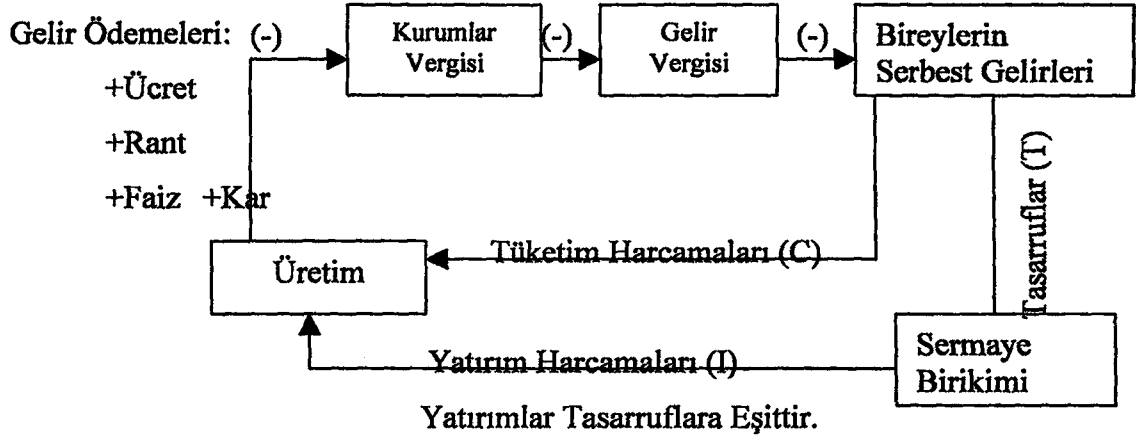 Gelir Ödemeleri: (-)
Kurumlar
Vergisi
(-)
Gelir
Vergisi
(-)
Bireylerin
Serbest Gelirleri
+Ücret
+Rant
+Faiz +Kar
Tasarruflar (T)
Üretim
Tüketim Harcamaları (C)
Sermaye
Birikimi
Yatırım Harcamaları (I)
Yatırımlar Tasarruflara Eşittir.